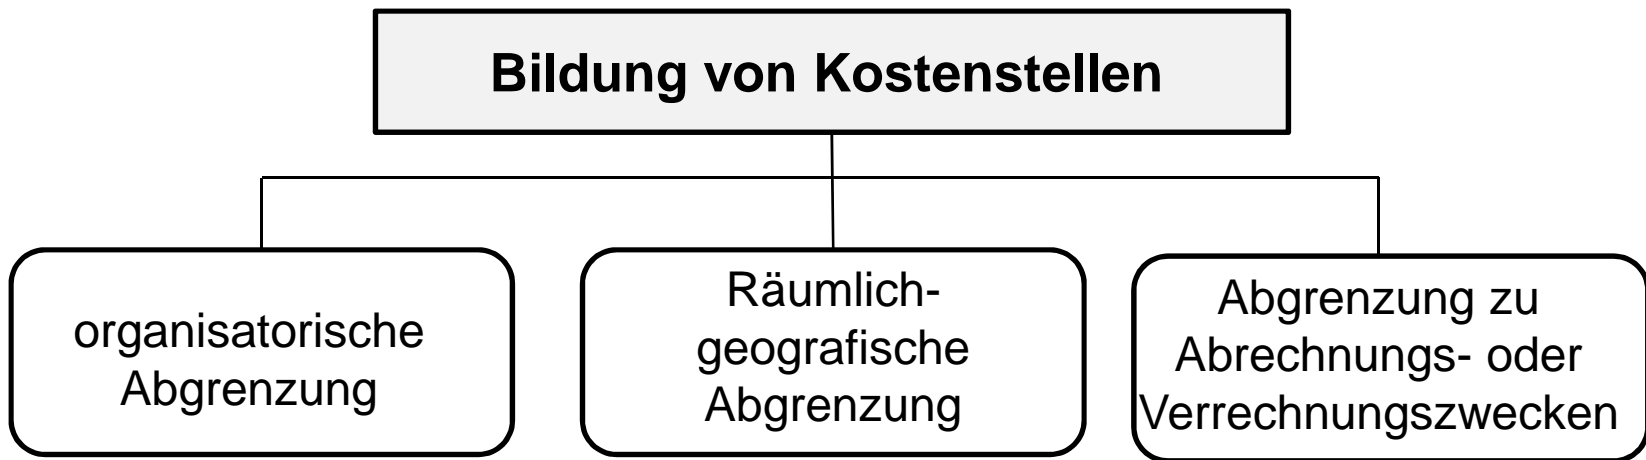 Bildung von Kostenstellen
organisatorische
Abgrenzung
Räumlich-
geografische
Abgrenzung
Abgrenzung zu
Abrechnungs- oder
Verrechnungszwecken